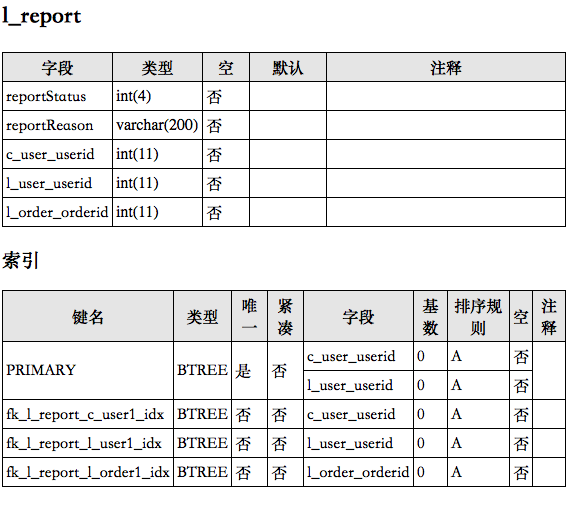 l_report
字段 类型 空 默认 注释
reportStatus int(4) 否
reportReason varchar(200) 否
c_user_userid int(11) 否
l_user_userid int(11) 否
l_order_orderid int(11) 否
索引
键名 类型 唯一 紧凑 字段 基数 排序规则 空 注释
PRIMARY BTREE 是 否 c_user_userid 0 A 否
l_user_userid 0 A 否
fk_l_report_c_user1_idx BTREE 否 否 c_user_userid 0 A 否
fk_l_report_l_user1_idx BTREE 否 否 l_user_userid 0 A 否
fk_l_report_l_order1_idx BTREE 否 否 l_order_orderid 0 A 否